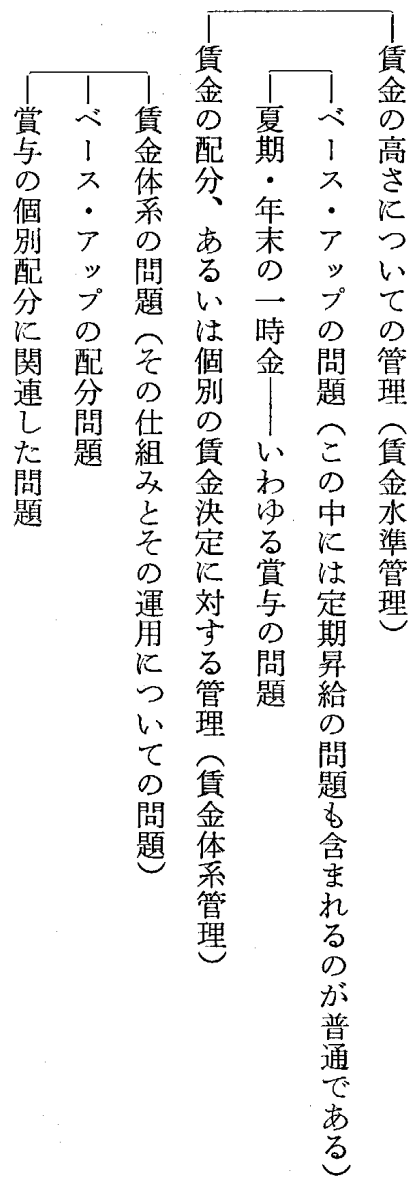 賃金の高さについての管理（賃金水準管理）
ベース・アップの問題（この中には定期昇給の問題も含まれるのが普通である）
夏期・年末の一時金――いわゆる賞与の問題
賃金の配分、あるいは個別の賃金決定に対する管理（賃金体系管理）
賃金体系の問題（その仕組みとその運用についての問題）
ベース・アップの配分問題
賞与の個別配分に関連した問題